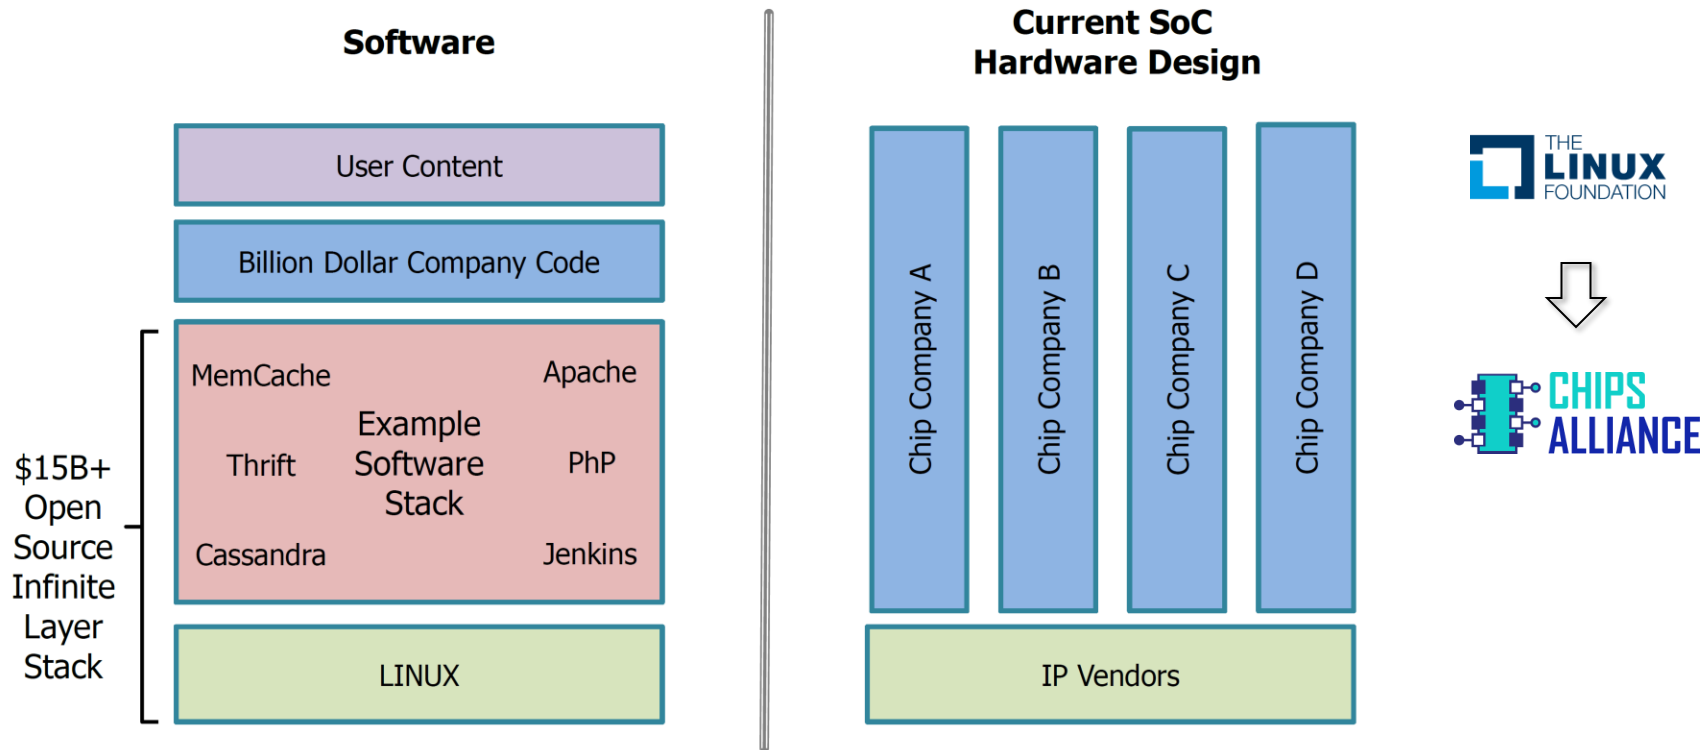 Software
User Content
Billion Dollar Company Code
MemCache
Apache
Example
Software
Stack
Thrift
PhP
Cassandra
Jenkins
LINUX
$15B+
Open
Source
Infinite
Layer
Stack
Current SoC
Hardware Design
Chip Company A
Chip Company B
Chip Company C
Chip Company D
IP Vendors
THE
LINUX
FOUNDATION
CHIPS
ALLIANCE